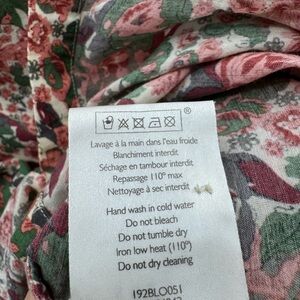 ®
Lavage à la main dans l'eau froide
Blanchiment interdit
Séchage en tambour interdit
Repassage 110° max
Nettoyage à sec interdit
Hand wash in cold water
Do not bleach
Do not tumble dry
Iron low heat (110°)
Do not dry cleaning
192BLO051